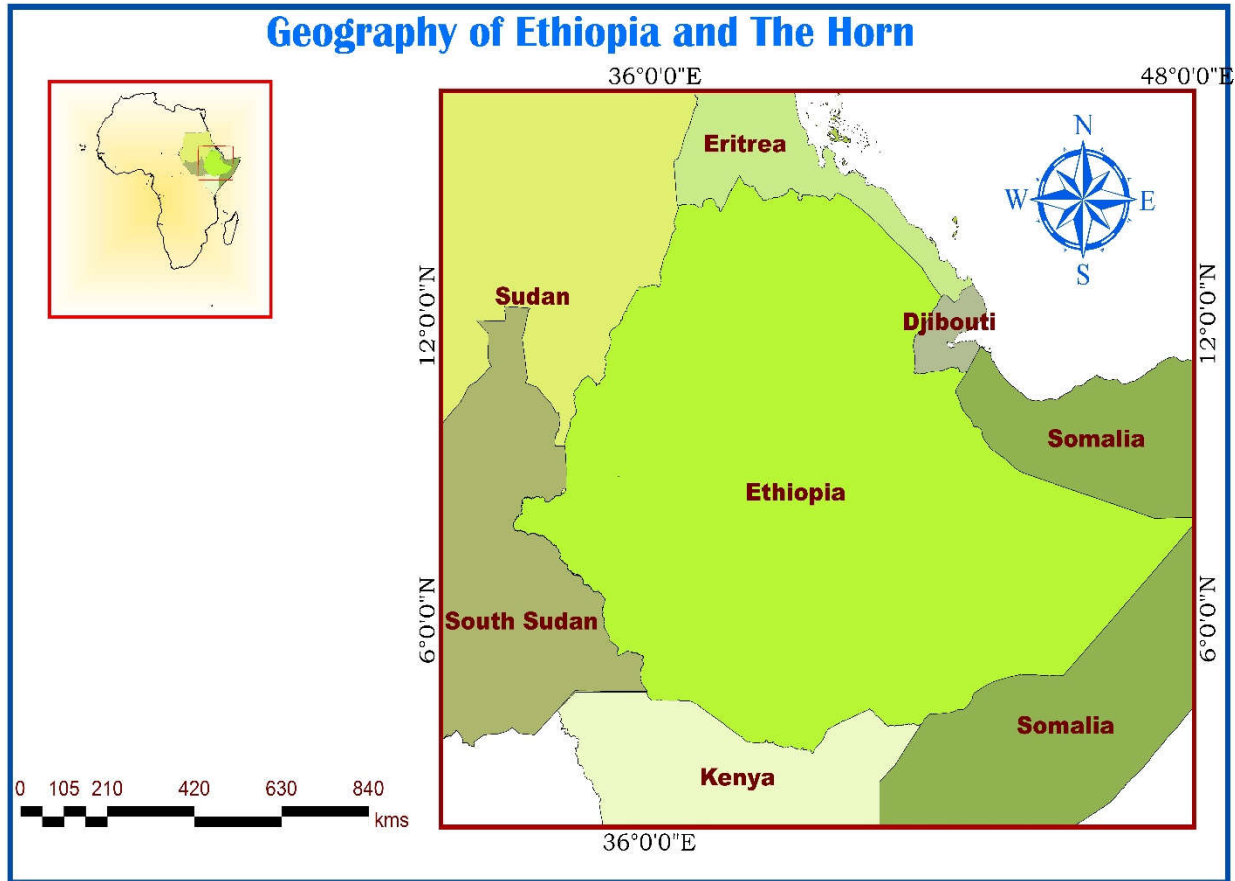 Geography of Ethiopia and The Horn
36°0'0"E
48°0'0"E
N
W
E
S
Eritrea
Sudan
12°0'0"N
12°0'0"N
Djibouti
Somalia
Ethiopia
6°0'0"N
6°0'0"N
South Sudan
Somalia
Kenya
0 105 210 420 630 840
kms
36°0'0"E